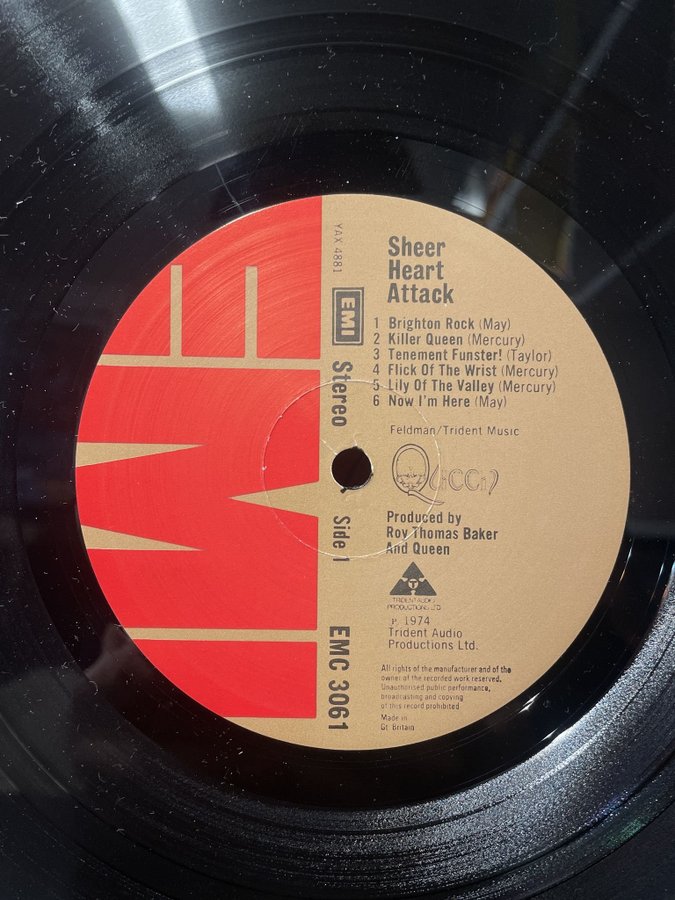 EMI
YAX 4881
EMI
Stereo
Side 1
EMC 3061
Sheer
Heart
Attack
1 Brighton Rock (May)
2 Killer Queen (Mercury)
3 Tenement Funster! (Taylor)
4 Flick Of The Wrist (Mercury)
5 Lily Of The Valley (Mercury)
6 Now I'm Here (May)
Feldman/Trident Music
Queen
Produced by
Roy Thomas Baker
And Queen
T
TRIDENT AUDIO
PRODUCTIONS LTD
P 1974
Trident Audio
Productions Ltd.
All rights of the manufacturer and of the
owner of the recorded work reserved.
Unauthorised public performance,
broadcasting and copying
of this record prohibited
Made in
Gt. Britain